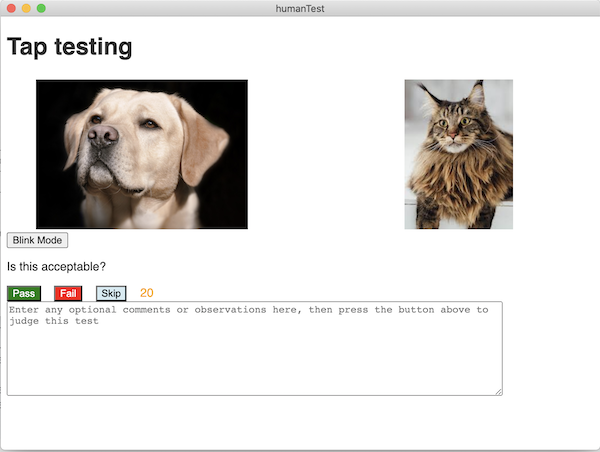 humanTest
Tap testing
Blink Mode
Is this acceptable?
Pass Fail Skip 20
Enter any optional comments or observations here, then press the button above to
judge this test